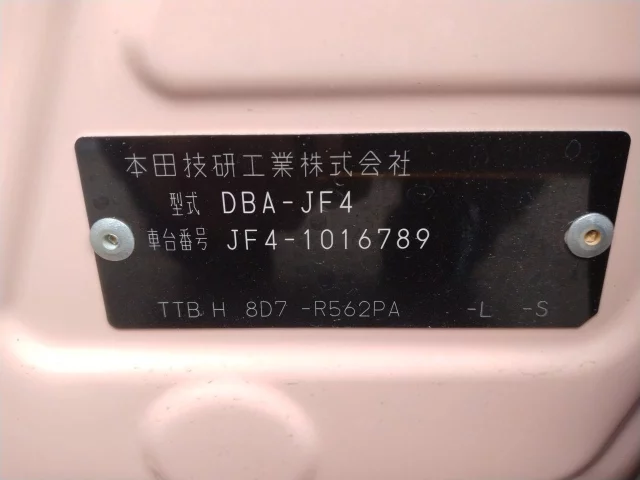 本田技研工業株式会社
型式 DBA-JF4
車台番号 JF4-1016789
TTB H 8D7 -R562PA -L -S